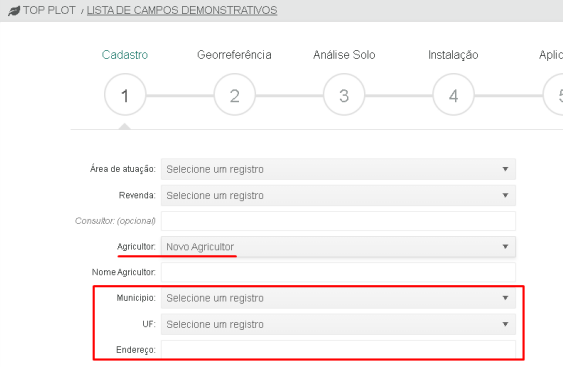 TOP PLOT / LISTA DE CAMPOS DEMONSTRATIVOS
Cadastro Georreferência Análise Solo Instalação Aplic
1 2 3 4 5
Área de atuação: Selecione um registro
Revenda: Selecione um registro
Consultor: (opcional)
Agricultor: Novo Agricultor
Nome Agricultor:
Município: Selecione um registro
UF: Selecione um registro
Endereço: